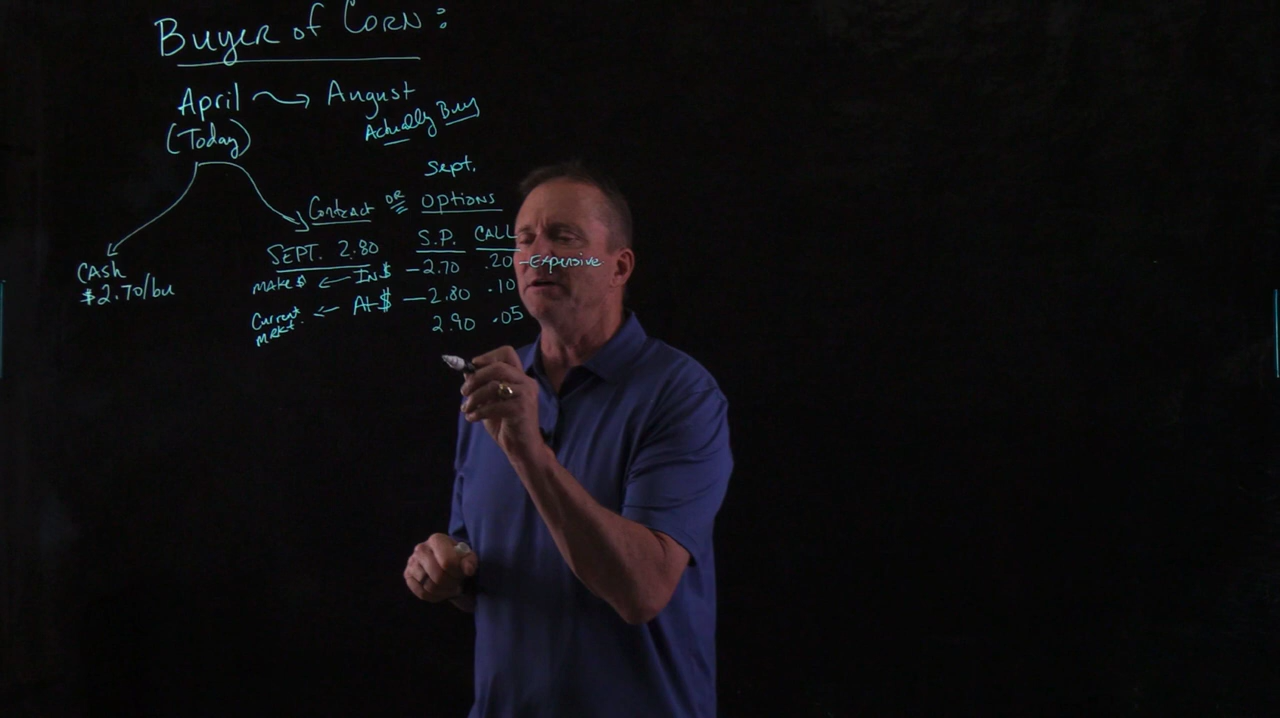 Buyer of Corn:
April → August
(Today)
Actually Buy
Sept.
Contract OR Options
SEPT. 2.80
S.P. CALL
CAsh
$2.70/bu
MAKE $ ← IN $ — 2.70 .20 - Expensive
Current Mrkt. ← At $ — 2.80 .10
2.90 .05